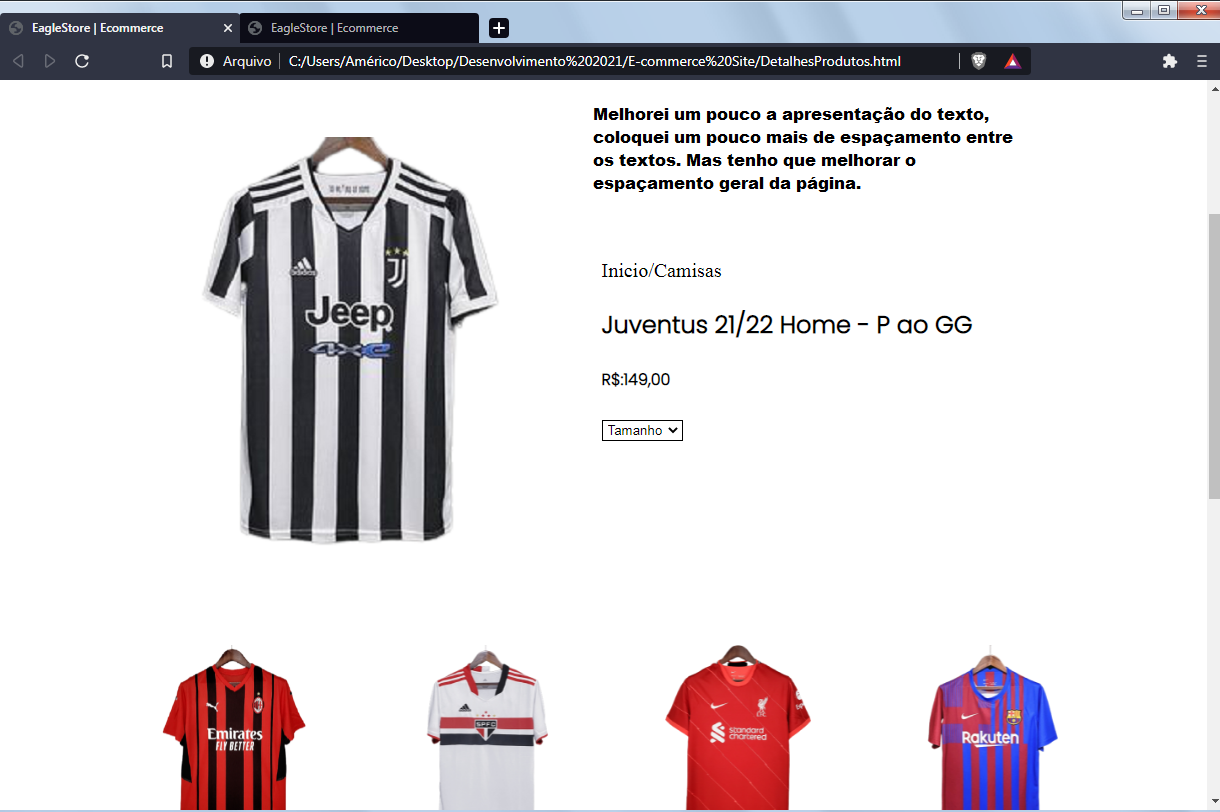 EagleStore | Ecommerce
EagleStore | Ecommerce
Arquivo
C:/Users/Américo/Desktop/Desenvolvimento%202021/E-commerce%20Site/DetalhesProdutos.html
Melhorei um pouco a apresentação do texto,
coloquei um pouco mais de espaçamento entre
os textos. Mas tenho que melhorar o
espaçamento geral da página.
Inicio/Camisas
Juventus 21/22 Home - P ao GG
R$:149,00
Tamanho
adidas
Jeep
4xe
Emirates
FLY BETTER
SPFC
standard
chartered
Rakuten